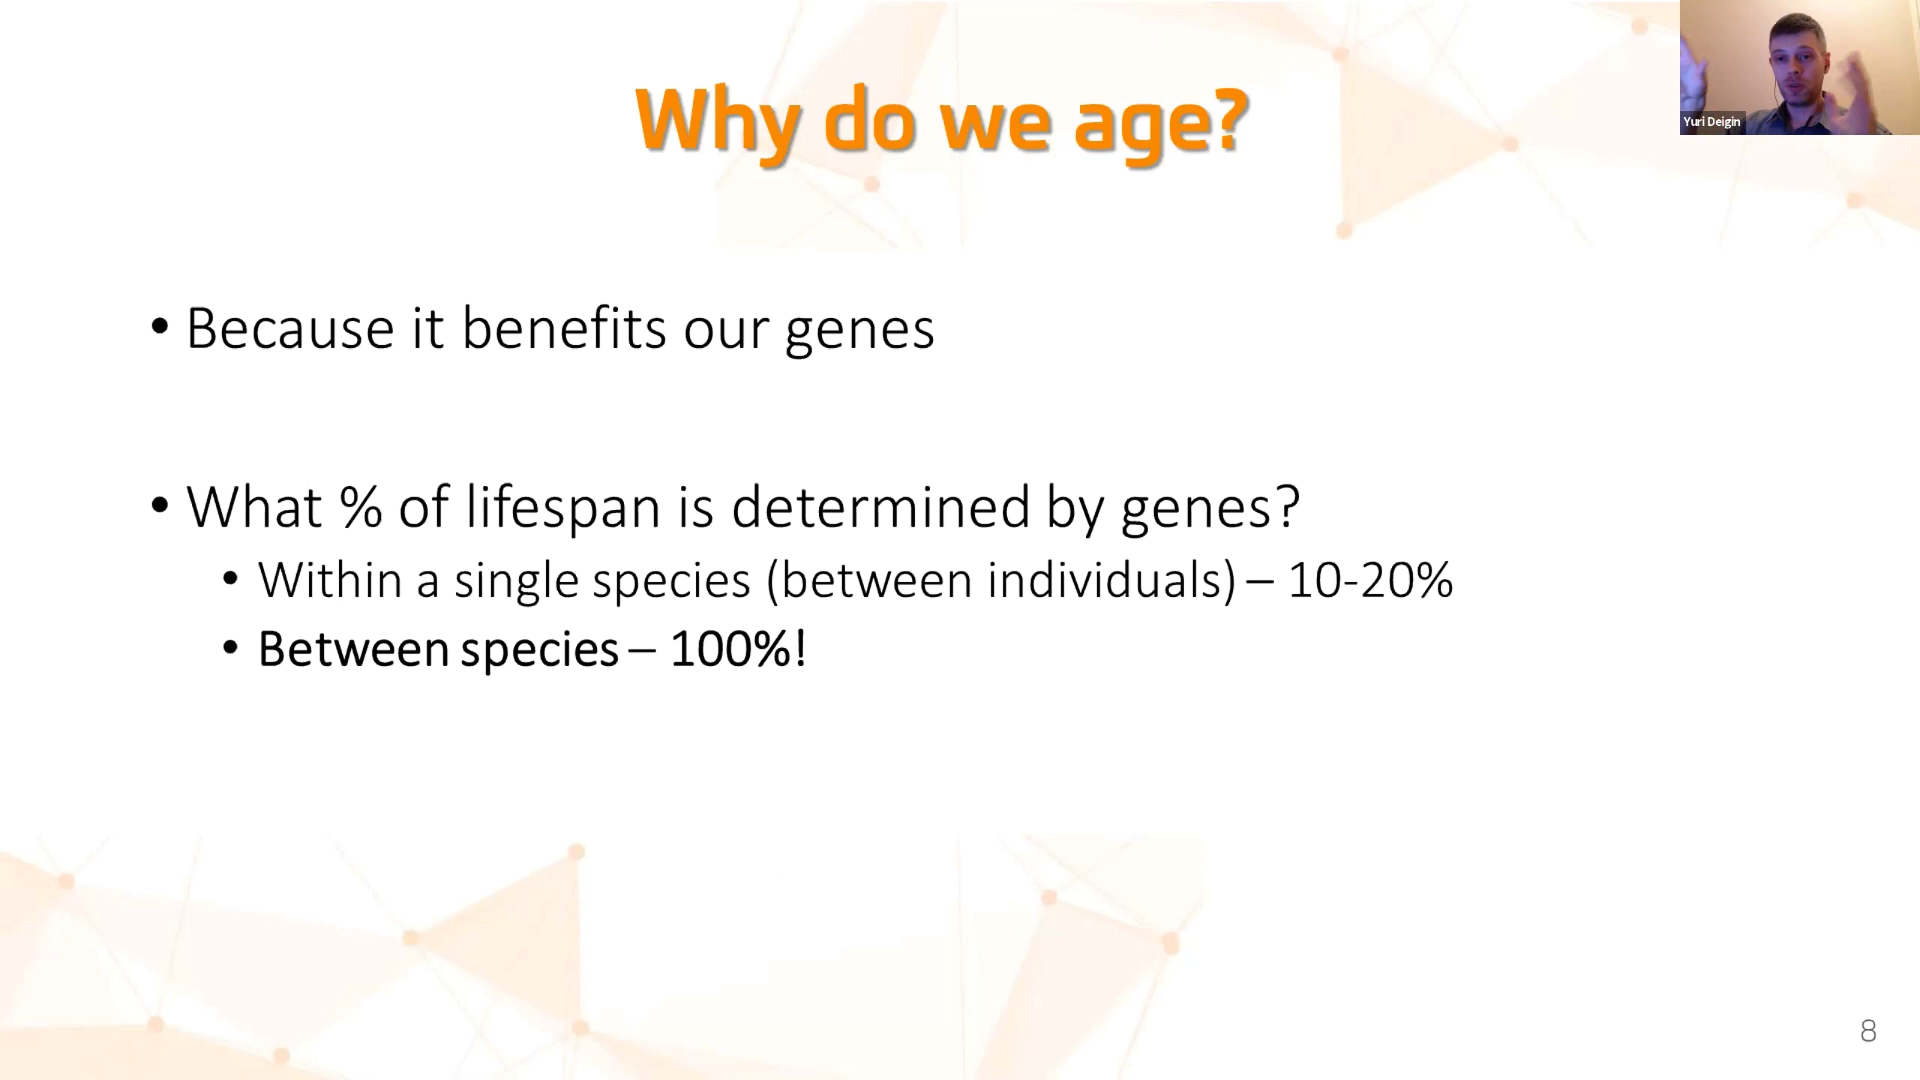 Why do we age?
Yuri Deigin
• Because it benefits our genes
• What % of lifespan is determined by genes?
• Within a single species (between individuals) – 10-20%
• Between species – 100%!
8